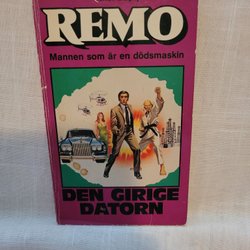 REMO
Mannen som är en dödsmaskin
DEN GIRIGE
DATORN